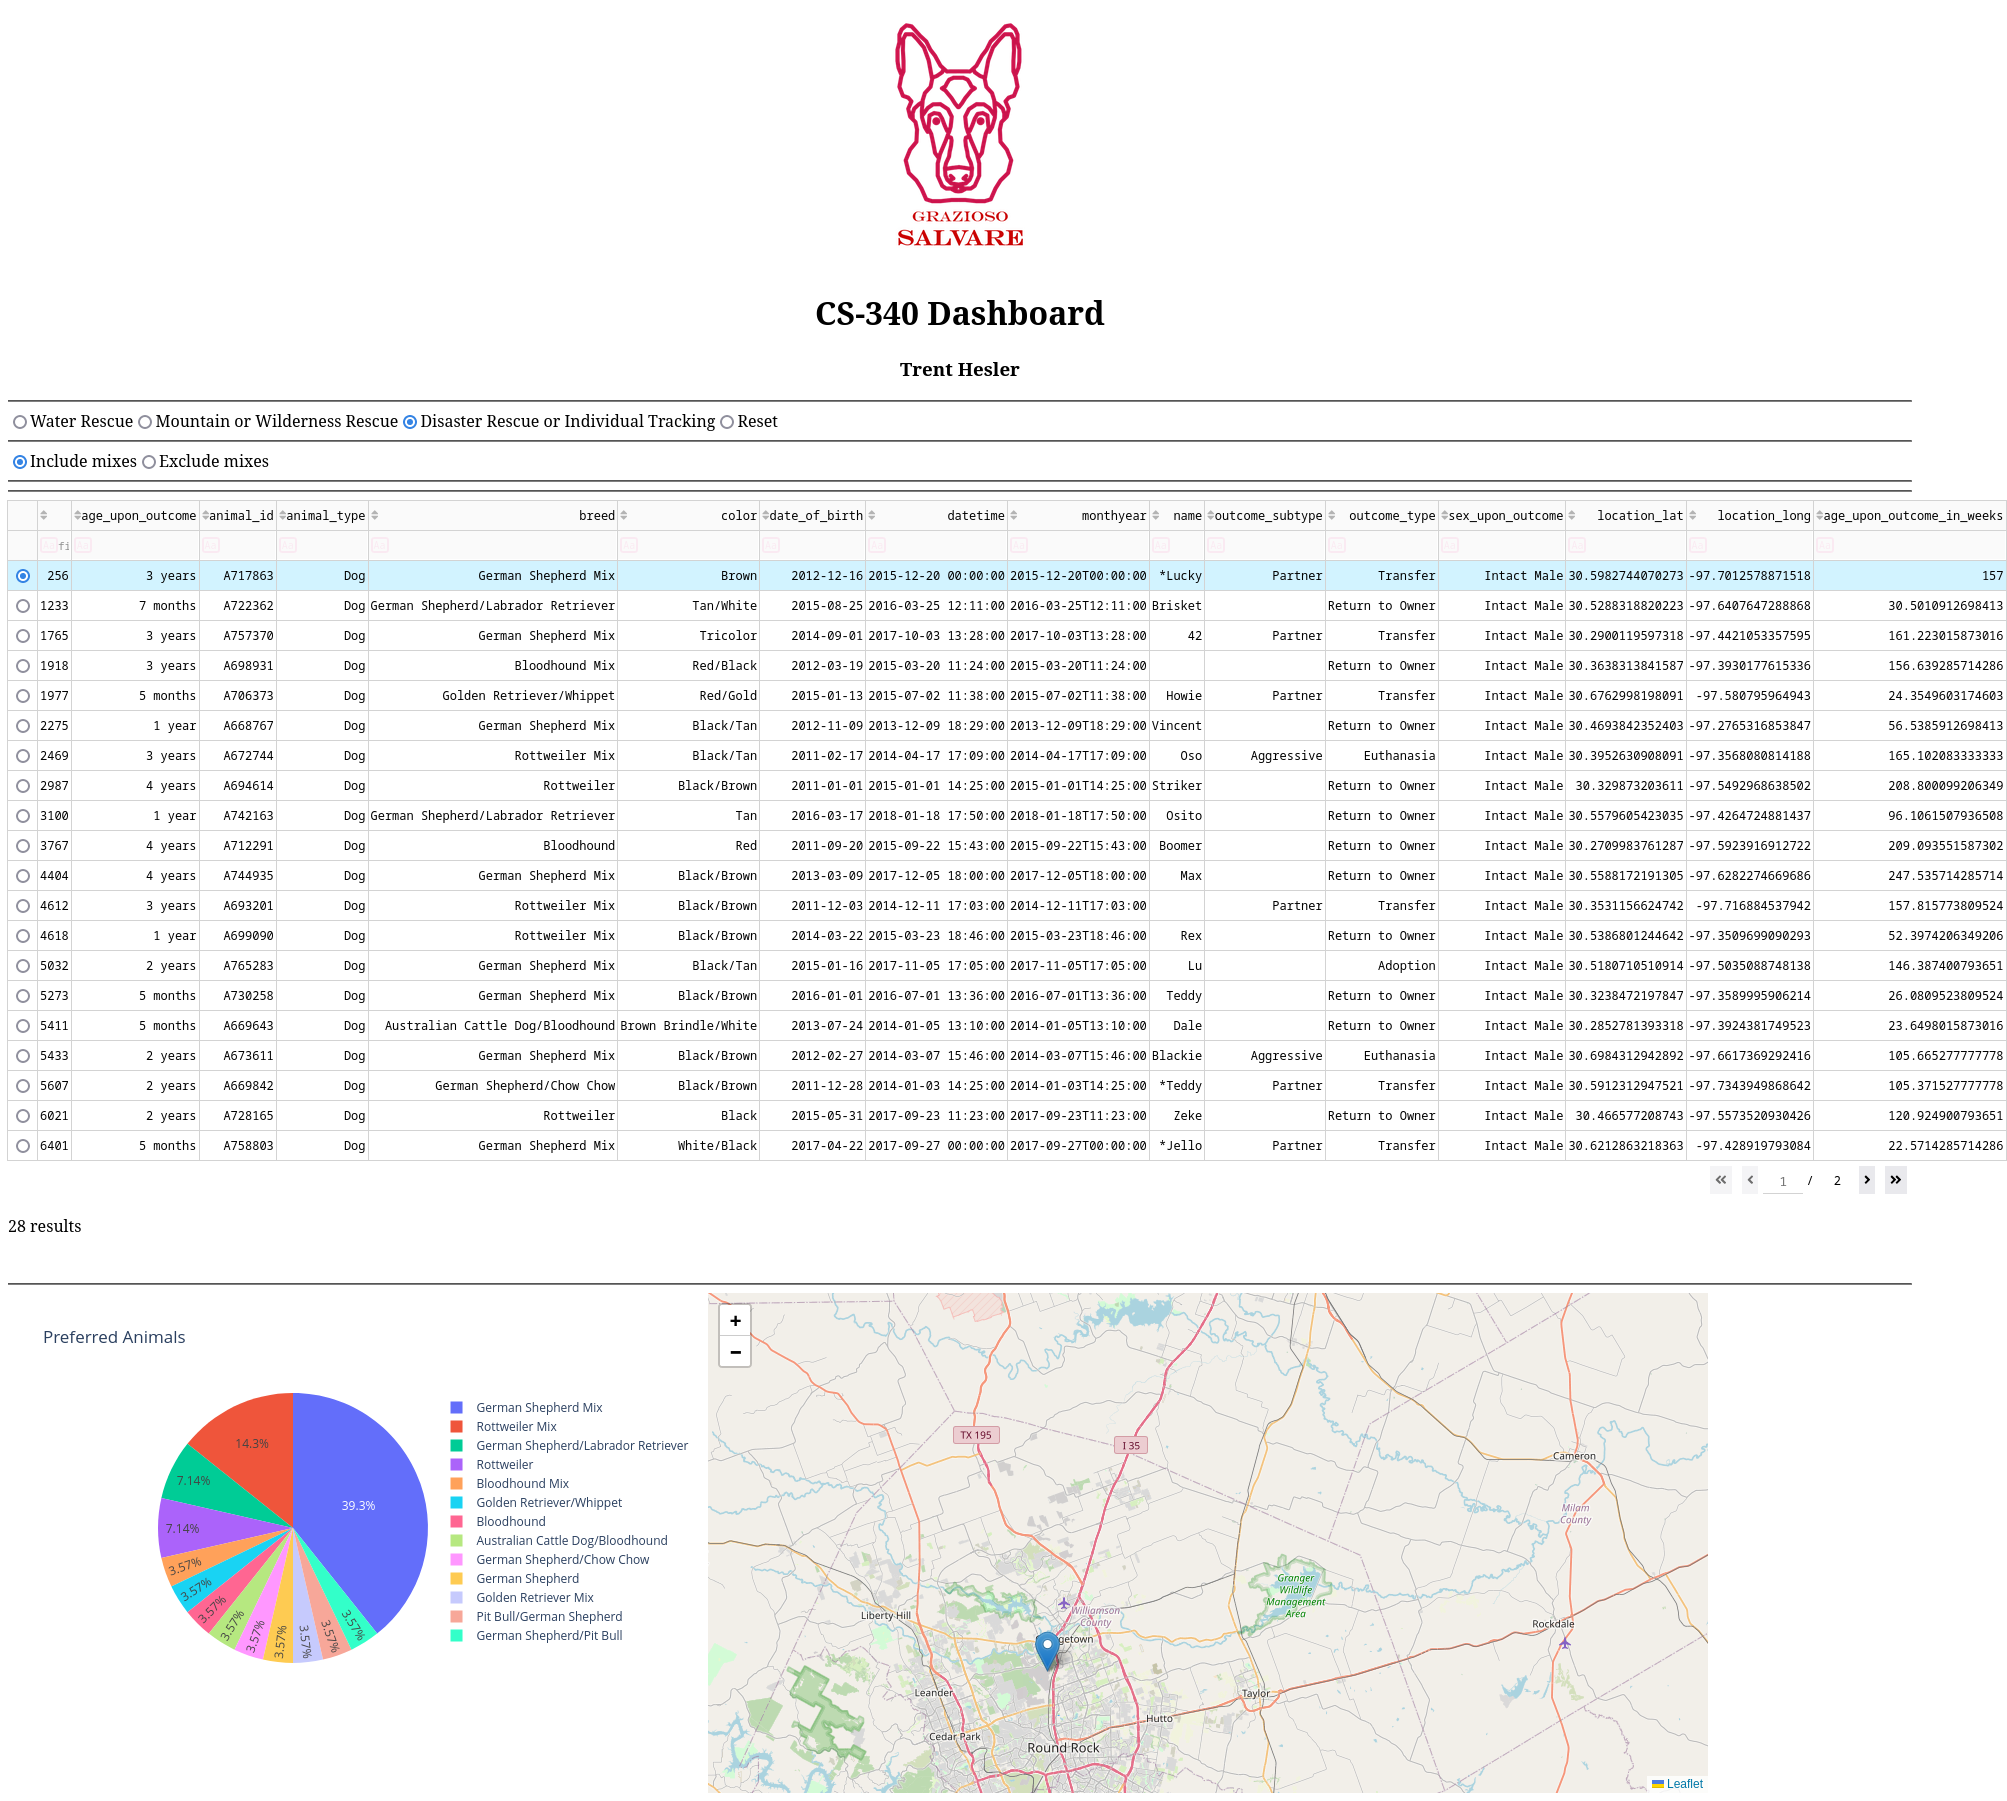 GRAZIOSO
SALVARE
CS-340 Dashboard
Trent Hesler
Water Rescue Mountain or Wilderness Rescue Disaster Rescue or Individual Tracking Reset
Include mixes Exclude mixes
age_upon_outcome animal_id animal_type breed color date_of_birth datetime monthyear name outcome_subtype outcome_type sex_upon_outcome location_lat location_long age_upon_outcome_in_weeks
Aa fi Aa Aa Aa Aa Aa Aa Aa Aa Aa Aa Aa Aa Aa Aa Aa
256 3 years A717863 Dog German Shepherd Mix Brown 2012-12-16 2015-12-20 00:00:00 2015-12-20T00:00:00 *Lucky Partner Transfer Intact Male 30.5982744070273 -97.7012578871518 157
1233 7 months A722362 Dog German Shepherd/Labrador Retriever Tan/White 2015-08-25 2016-03-25 12:11:00 2016-03-25T12:11:00 Brisket Return to Owner Intact Male 30.5288318820223 -97.6407647288868 30.5010912698413
1765 3 years A757370 Dog German Shepherd Mix Tricolor 2014-09-01 2017-10-03 13:28:00 2017-10-03T13:28:00 42 Partner Transfer Intact Male 30.2900119597318 -97.4421053357595 161.223015873016
1918 3 years A698931 Dog Bloodhound Mix Red/Black 2012-03-19 2015-03-20 11:24:00 2015-03-20T11:24:00 Return to Owner Intact Male 30.3638313841587 -97.3930177615336 156.639285714286
1977 5 months A706373 Dog Golden Retriever/Whippet Red/Gold 2015-01-13 2015-07-02 11:38:00 2015-07-02T11:38:00 Howie Partner Transfer Intact Male 30.6762998198091 -97.580795964943 24.3549603174603
2275 1 year A668767 Dog German Shepherd Mix Black/Tan 2012-11-09 2013-12-09 18:29:00 2013-12-09T18:29:00 Vincent Return to Owner Intact Male 30.4693842352403 -97.2765316853847 56.5385912698413
2469 3 years A672744 Dog Rottweiler Mix Black/Tan 2011-02-17 2014-04-17 17:09:00 2014-04-17T17:09:00 Oso Aggressive Euthanasia Intact Male 30.3952630908091 -97.3568080814188 165.102083333333
2987 4 years A694614 Dog Rottweiler Black/Brown 2011-01-01 2015-01-01 14:25:00 2015-01-01T14:25:00 Striker Return to Owner Intact Male 30.329873203611 -97.5492968638502 208.800099206349
3100 1 year A742163 Dog German Shepherd/Labrador Retriever Tan 2016-03-17 2018-01-18 17:50:00 2018-01-18T17:50:00 Osito Return to Owner Intact Male 30.5579605423035 -97.4264724881437 96.1061507936508
3767 4 years A712291 Dog Bloodhound Red 2011-09-20 2015-09-22 15:43:00 2015-09-22T15:43:00 Boomer Return to Owner Intact Male 30.2709983761287 -97.5923916912722 209.093551587302
4404 4 years A744935 Dog German Shepherd Mix Black/Brown 2013-03-09 2017-12-05 18:00:00 2017-12-05T18:00:00 Max Return to Owner Intact Male 30.5588172191305 -97.6282274669686 247.535714285714
4612 3 years A693201 Dog Rottweiler Mix Black/Brown 2011-12-03 2014-12-11 17:03:00 2014-12-11T17:03:00 Partner Transfer Intact Male 30.3531156624742 -97.716884537942 157.815773809524
4618 1 year A699090 Dog Rottweiler Mix Black/Brown 2014-03-22 2015-03-23 18:46:00 2015-03-23T18:46:00 Rex Return to Owner Intact Male 30.5386801244642 -97.3509699090293 52.3974206349206
5032 2 years A765283 Dog German Shepherd Mix Black/Tan 2015-01-16 2017-11-05 17:05:00 2017-11-05T17:05:00 Lu Adoption Intact Male 30.5180710510914 -97.5035088748138 146.387400793651
5273 5 months A730258 Dog German Shepherd Mix Black/Brown 2016-01-01 2016-07-01 13:36:00 2016-07-01T13:36:00 Teddy Return to Owner Intact Male 30.3238472197847 -97.3589995906214 26.0809523809524
5411 5 months A669643 Dog Australian Cattle Dog/Bloodhound Brown Brindle/White 2013-07-24 2014-01-05 13:10:00 2014-01-05T13:10:00 Dale Return to Owner Intact Male 30.2852781393318 -97.3924381749523 23.6498015873016
5433 2 years A673611 Dog German Shepherd Mix Black/Brown 2012-02-27 2014-03-07 15:46:00 2014-03-07T15:46:00 Blackie Aggressive Euthanasia Intact Male 30.6984312942892 -97.6617369292416 105.665277777778
5607 2 years A669842 Dog German Shepherd/Chow Chow Black/Brown 2011-12-28 2014-01-03 14:25:00 2014-01-03T14:25:00 *Teddy Partner Transfer Intact Male 30.5912312947521 -97.7343949868642 105.371527777778
6021 2 years A728165 Dog Rottweiler Black 2015-05-31 2017-09-23 11:23:00 2017-09-23T11:23:00 Zeke Return to Owner Intact Male 30.466577208743 -97.5573520930426 120.924900793651
6401 5 months A758803 Dog German Shepherd Mix White/Black 2017-04-22 2017-09-27 00:00:00 2017-09-27T00:00:00 *Jello Partner Transfer Intact Male 30.6212863218363 -97.428919793084 22.5714285714286
1 / 2
28 results
Preferred Animals
39.3%
14.3%
7.14%
7.14%
3.57%
3.57%
3.57%
3.57%
3.57%
3.57%
3.57%
3.57%
3.57%
German Shepherd Mix
Rottweiler Mix
German Shepherd/Labrador Retriever
Rottweiler
Bloodhound Mix
Golden Retriever/Whippet
Bloodhound
Australian Cattle Dog/Bloodhound
German Shepherd/Chow Chow
German Shepherd
Golden Retriever Mix
Pit Bull/German Shepherd
German Shepherd/Pit Bull
+
−
TX 195
I 35
Cameron
Milam
County
Granger
Wildlife
Management
Area
Liberty Hill
Williamson
County
Rockdale
getown
Leander
Taylor
Hutto
Cedar Park
Round Rock
Leaflet